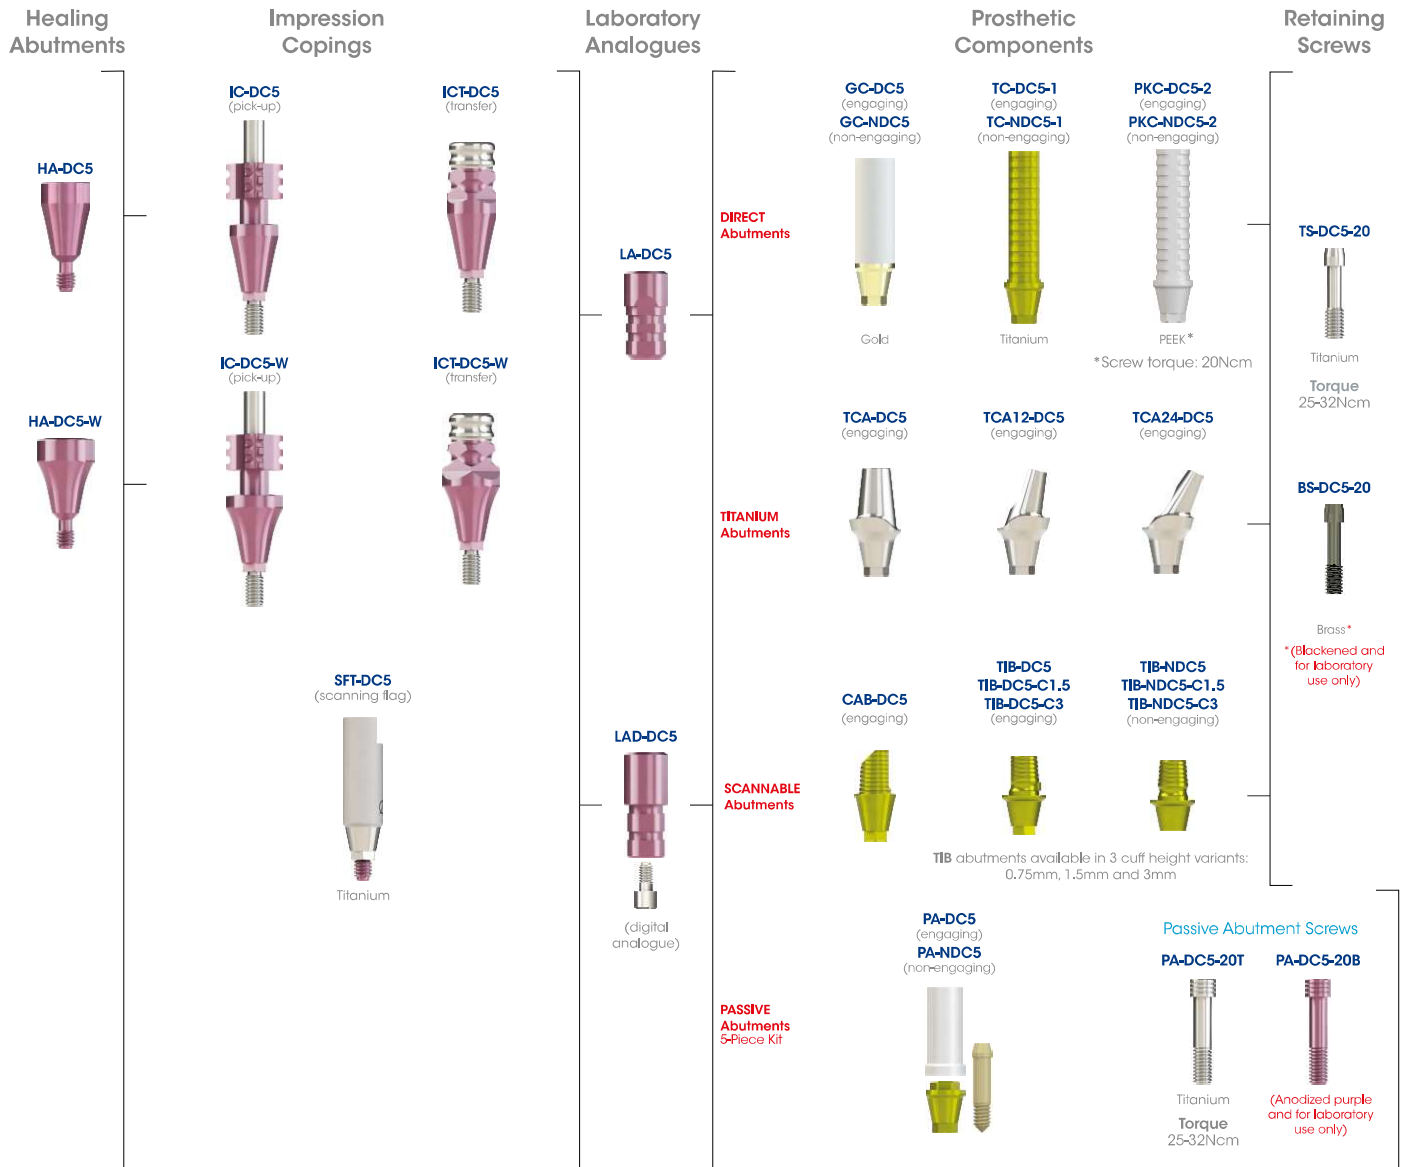 Healing
Abutments
Impression
Copings
Laboratory
Analogues
Prosthetic
Components
Retaining
Screws
HA-DC5
HA-DC5-W
IC-DC5
(pick-up)
ICT-DC5
(transfer)
IC-DC5-W
(pick-up)
ICT-DC5-W
(transfer)
SFT-DC5
(scanning flag)
Titanium
LA-DC5
LAD-DC5
(digital
analogue)
DIRECT
Abutments
GC-DC5
(engaging)
GC-NDC5
(non-engaging)
Gold
TC-DC5-1
(engaging)
TC-NDC5-1
(non-engaging)
Titanium
PKC-DC5-2
(engaging)
PKC-NDC5-2
(non-engaging)
PEEK*
*Screw torque: 20Ncm
TITANIUM
Abutments
TCA-DC5
(engaging)
TCA12-DC5
(engaging)
TCA24-DC5
(engaging)
SCANNABLE
Abutments
CAB-DC5
(engaging)
TIB-DC5
TIB-DC5-C1.5
TIB-DC5-C3
(engaging)
TIB-NDC5
TIB-NDC5-C1.5
TIB-NDC5-C3
(non-engaging)
TIB abutments available in 3 cuff height variants:
0.75mm, 1.5mm and 3mm
PASSIVE
Abutments
5-Piece Kit
PA-DC5
(engaging)
PA-NDC5
(non-engaging)
TS-DC5-20
Titanium
Torque
25-32Ncm
BS-DC5-20
Brass*
*(Blackened and
for laboratory
use only)
Passive Abutment Screws
PA-DC5-20T
Titanium
Torque
25-32Ncm
PA-DC5-20B
(Anodized purple
and for laboratory
use only)